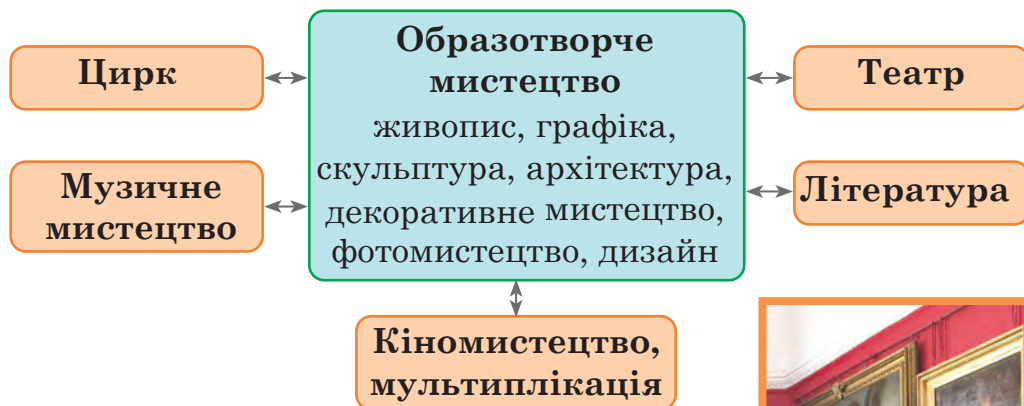 Цирк
Музичне
мистецтво
Образотворче
мистецтво
живопис, графіка,
скульптура, архітектура,
декоративне мистецтво,
фотомистецтво, дизайн
Театр
Література
Кіномистецтво,
мультиплікація